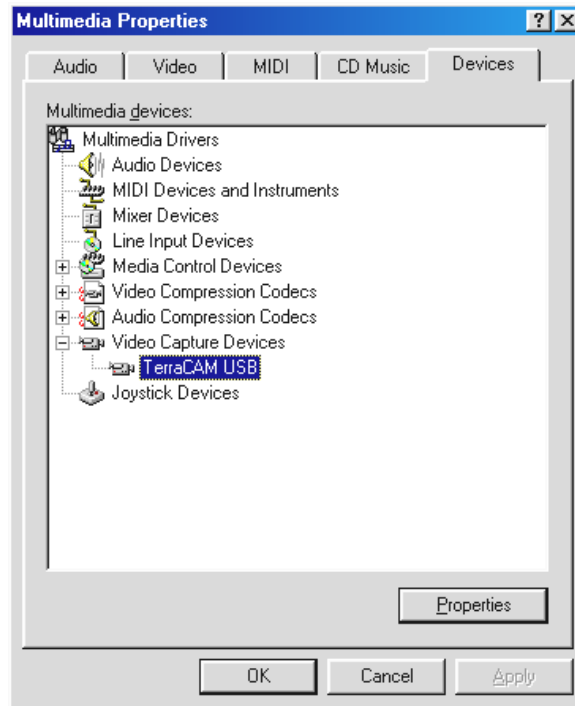 Multimedia Properties
Audio Video MIDI CD Music Devices
Multimedia devices:
Multimedia Drivers
Audio Devices
MIDI Devices and Instruments
Mixer Devices
Line Input Devices
Media Control Devices
Video Compression Codecs
Audio Compression Codecs
Video Capture Devices
TerraCAM USB
Joystick Devices
Properties
OK Cancel Apply